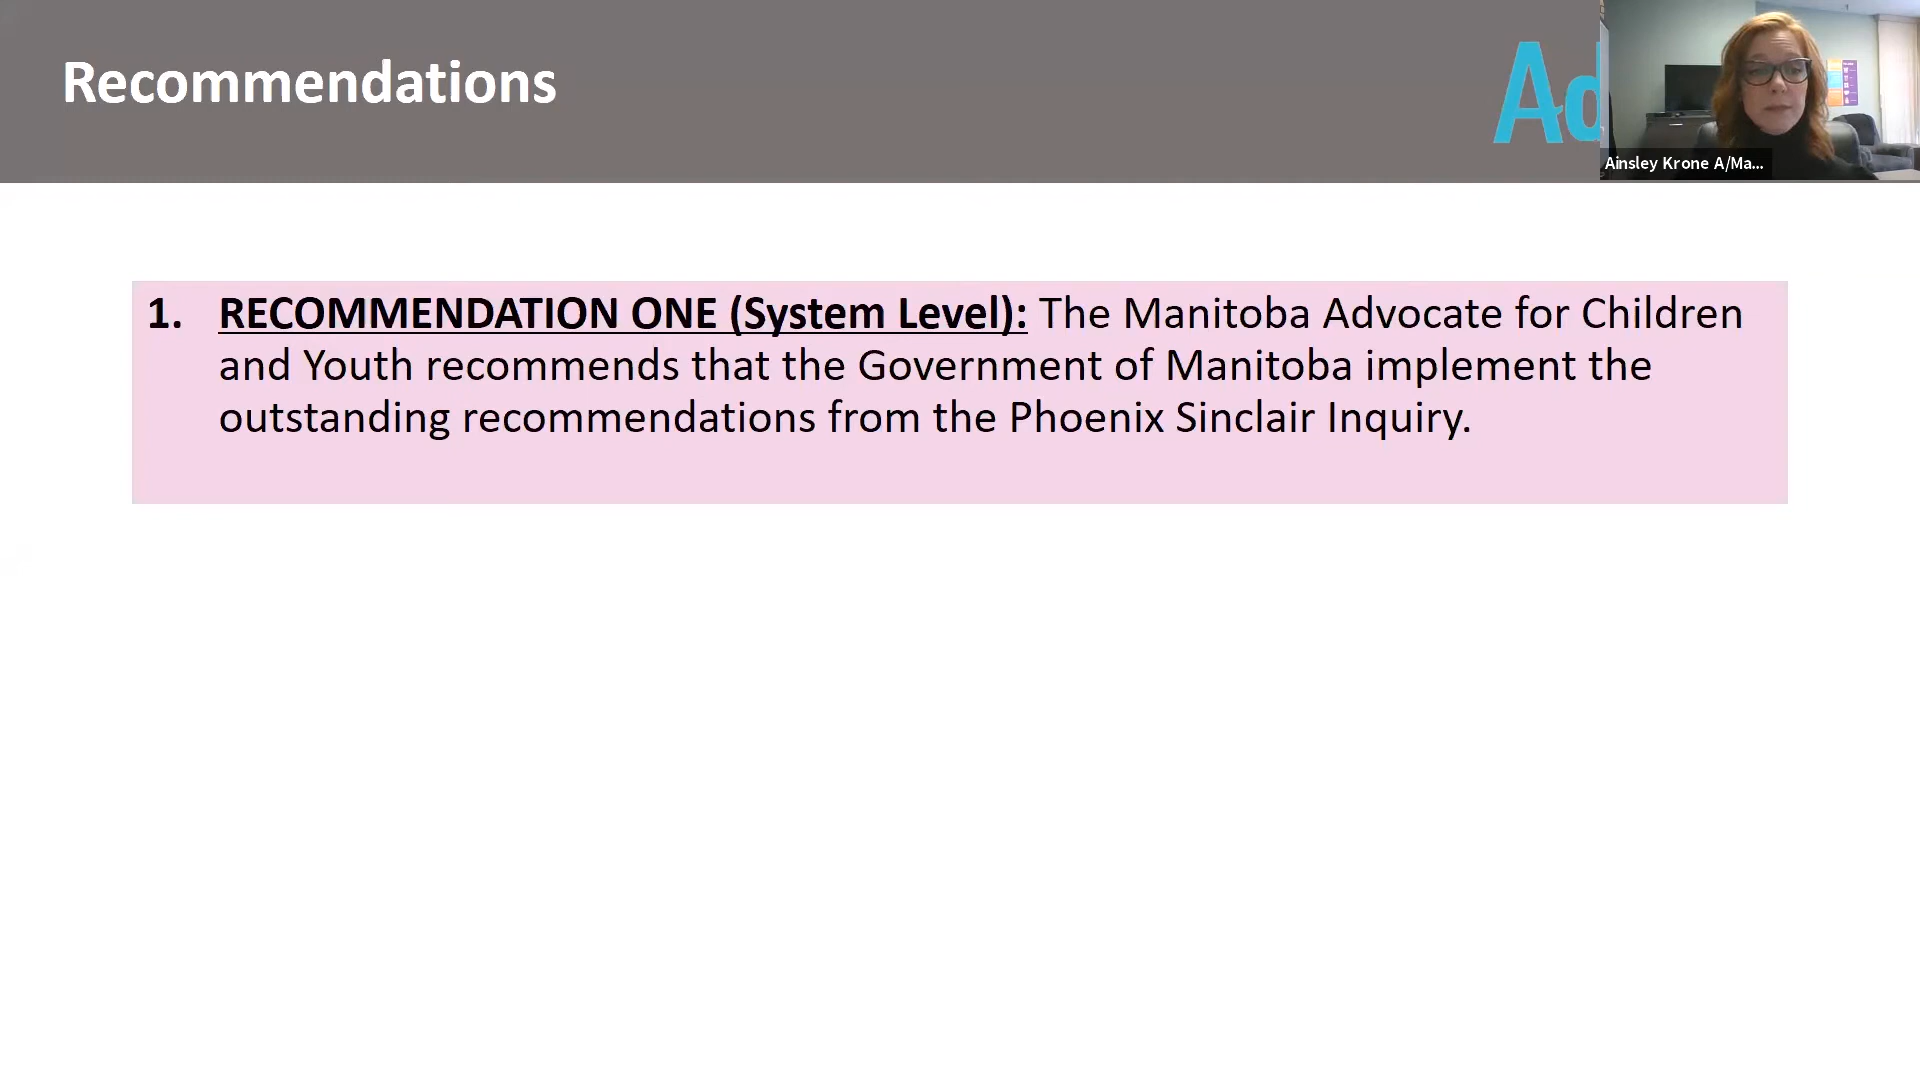 Recommendations
Ad
Ainsley Krone A/Ma...
1. RECOMMENDATION ONE (System Level): The Manitoba Advocate for Children
and Youth recommends that the Government of Manitoba implement the
outstanding recommendations from the Phoenix Sinclair Inquiry.